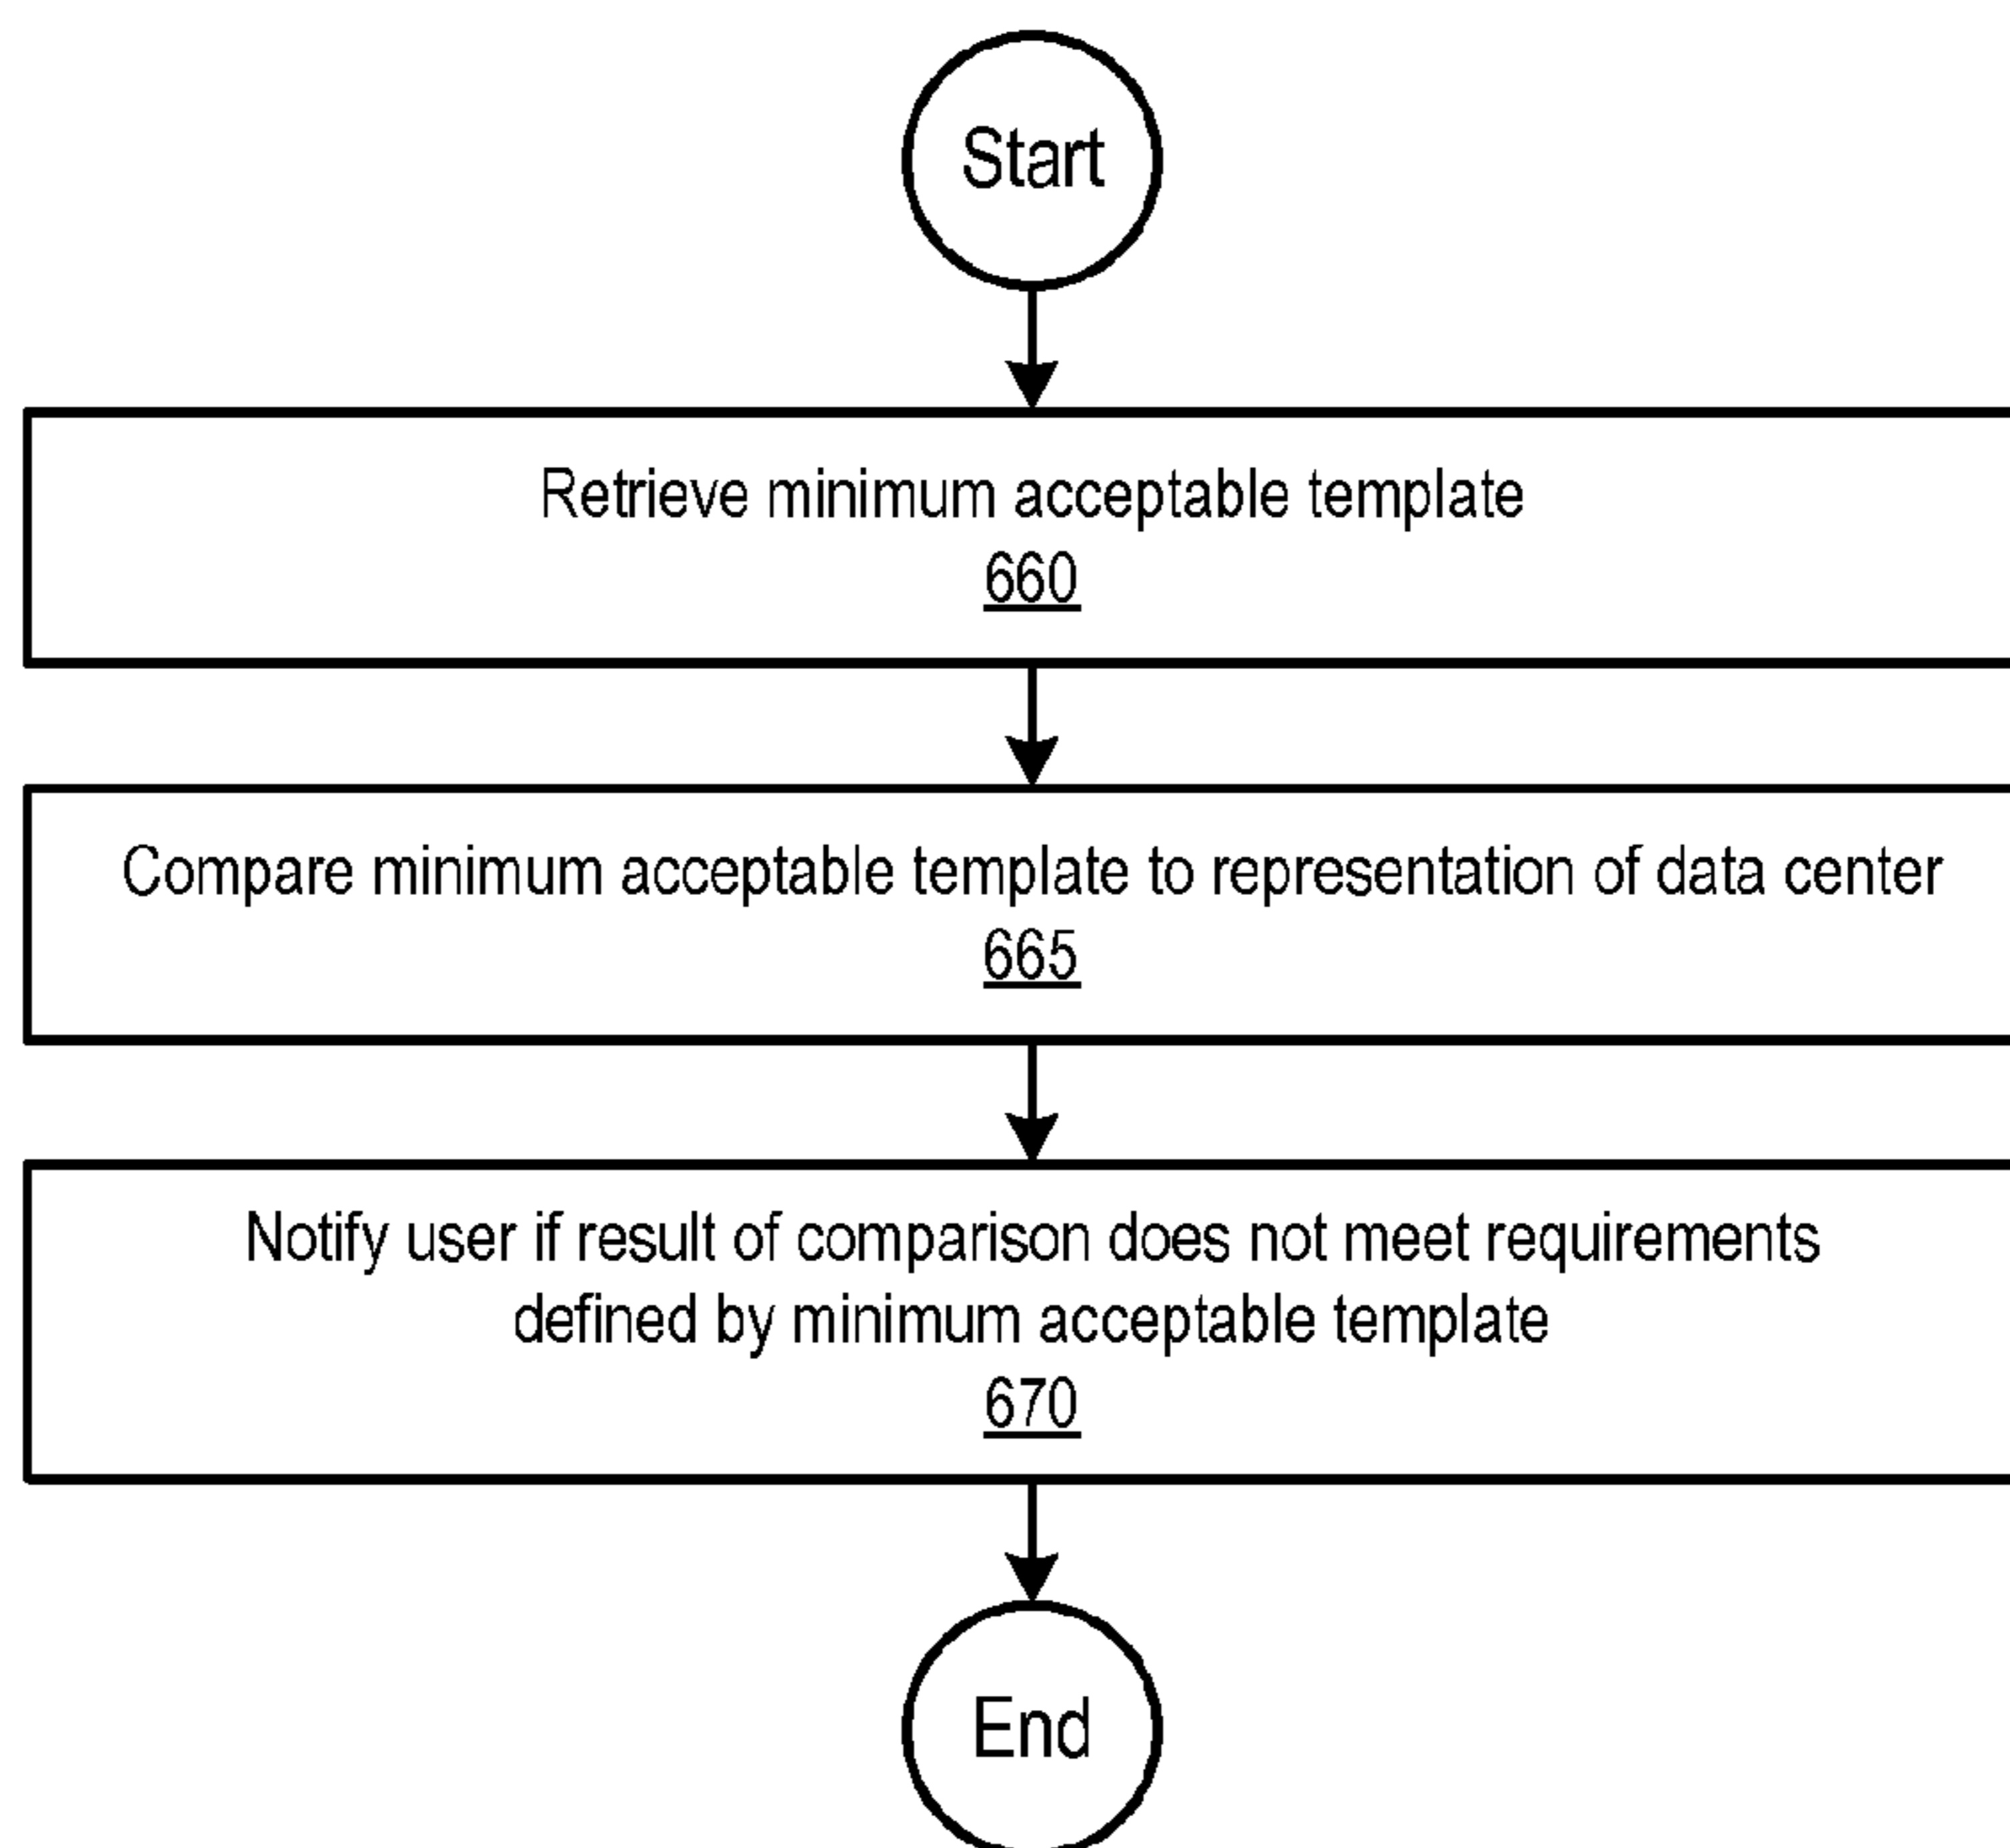 Start
Retrieve minimum acceptable template
660
Compare minimum acceptable template to representation of data center
665
Notify user if result of comparison does not meet requirements
defined by minimum acceptable template
670
End